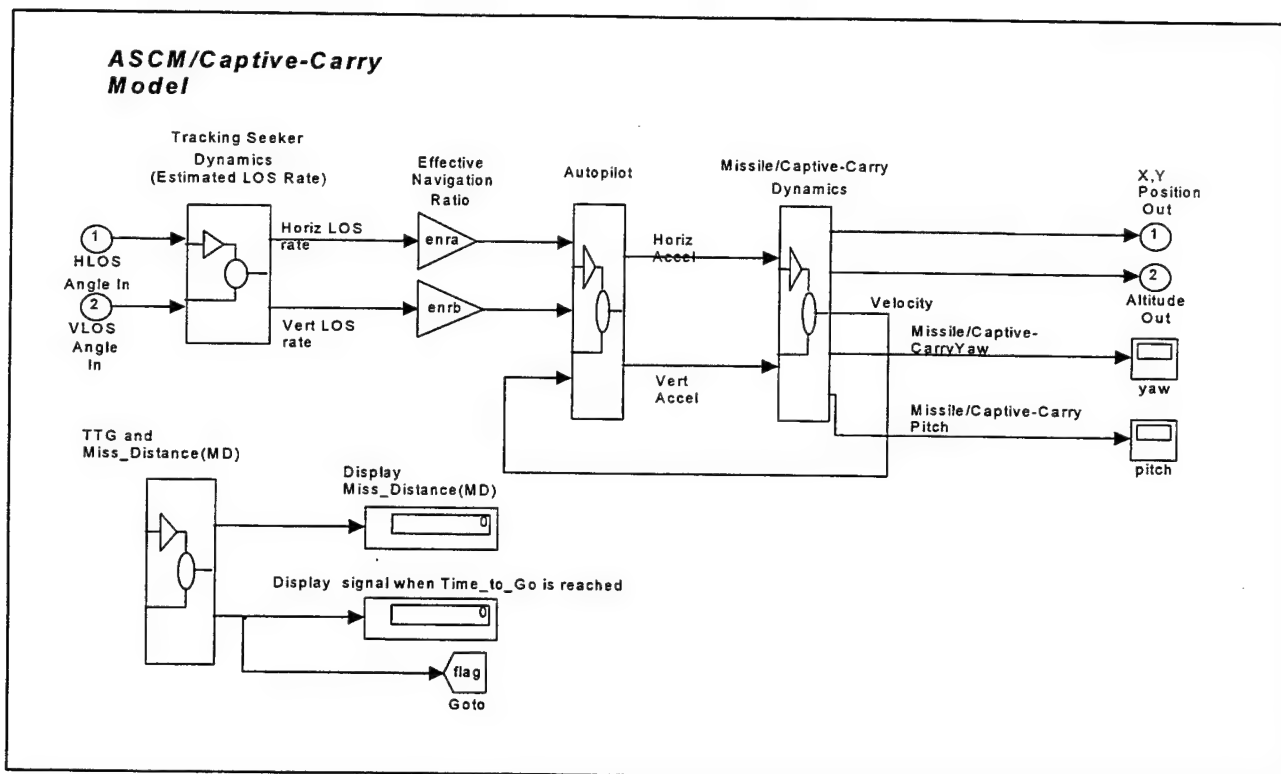 ASCM/Captive-Carry
Model
Tracking Seeker
Dynamics
(Estimated LOS Rate)
Effective
Navigation
Ratio
Autopilot
Missile/Captive-Carry
Dynamics
X,Y
Position
Out
1
HLOS
Angle In
2
VLOS
Angle
In
Horiz LOS
rate
Vert LOS
rate
enra
enrb
Horiz
Accel
Vert
Accel
Velocity
1
2
Altitude
Out
Missile/Captive-
CarryYaw
yaw
Missile/Captive-Carry
Pitch
pitch
TTG and
Miss_Distance(MD)
Display
Miss_Distance(MD)
0
Display signal when Time_to_Go is reached
0
flag
Goto